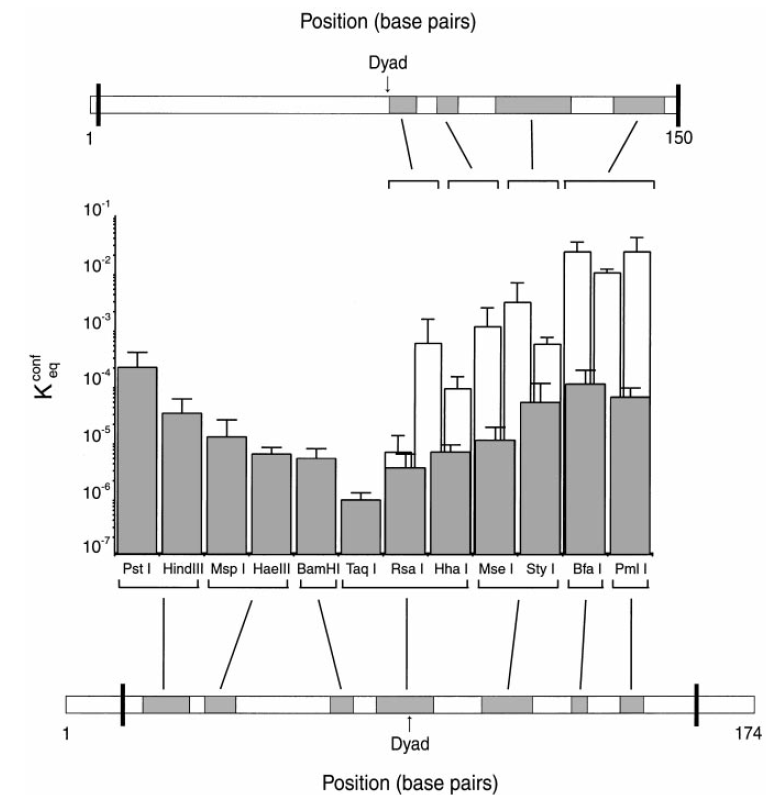 Position (base pairs)
Dyad
↓
1 150
10⁻¹
10⁻²
10⁻³
10⁻⁴
10⁻⁵
10⁻⁶
10⁻⁷
K eq conf
Pst I HindIII Msp I HaeIII BamHI Taq I Rsa I Hha I Mse I Sty I Bfa I Pml I
1 174
↑
Dyad
Position (base pairs)